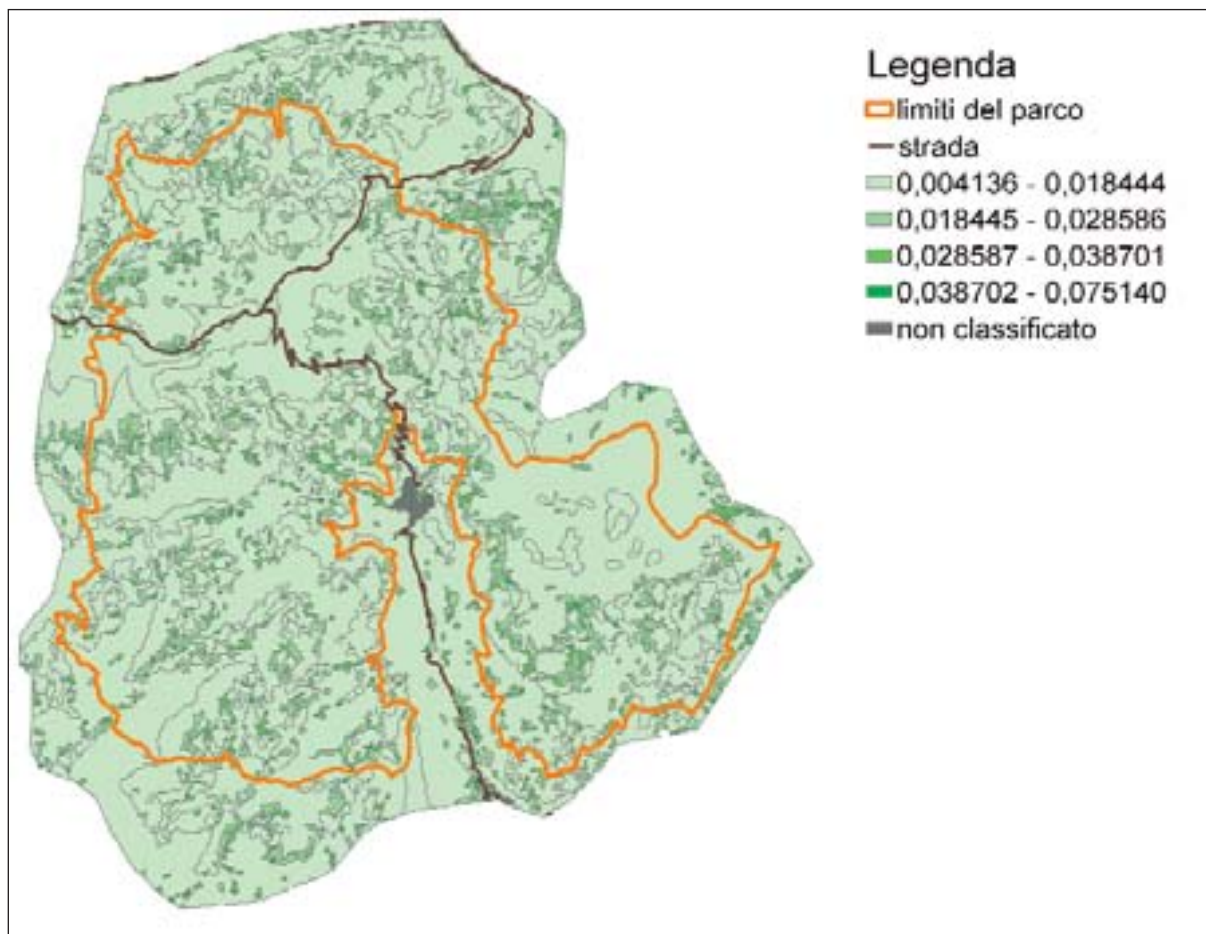 Legenda
limiti del parco
strada
0,004136 - 0,018444
0,018445 - 0,028586
0,028587 - 0,038701
0,038702 - 0,075140
non classificato